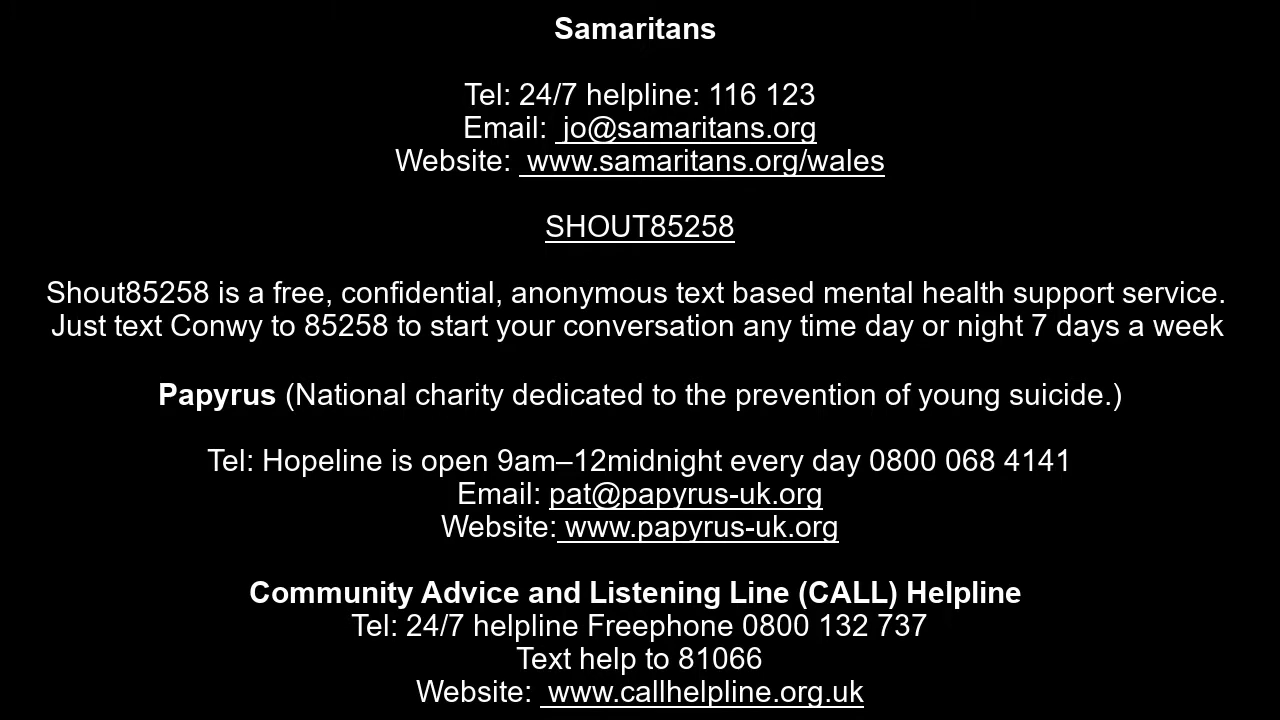 Samaritans
Tel: 24/7 helpline: 116 123
Email: jo@samaritans.org
Website: www.samaritans.org/wales
SHOUT85258
Shout85258 is a free, confidential, anonymous text based mental health support service.
Just text Conwy to 85258 to start your conversation any time day or night 7 days a week
Papyrus (National charity dedicated to the prevention of young suicide.)
Tel: Hopeline is open 9am–12midnight every day 0800 068 4141
Email: pat@papyrus-uk.org
Website: www.papyrus-uk.org
Community Advice and Listening Line (CALL) Helpline
Tel: 24/7 helpline Freephone 0800 132 737
Text help to 81066
Website: www.callhelpline.org.uk